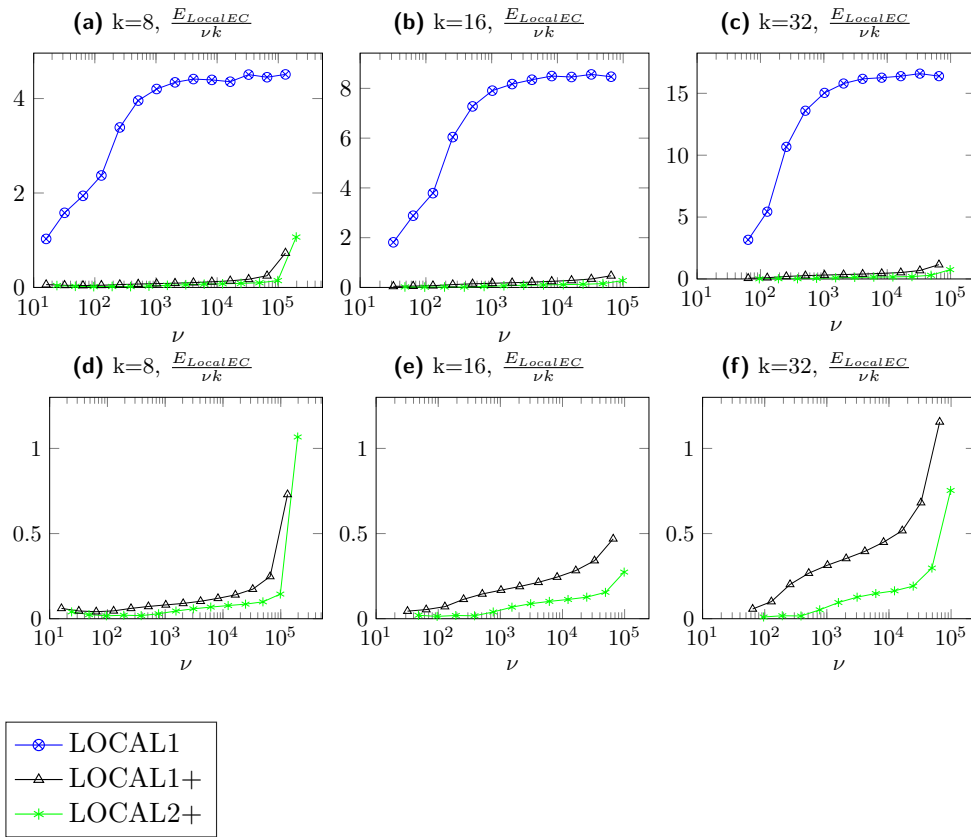 (a) k=8, E_LocalEC/νk
(b) k=16, E_LocalEC/νk
(c) k=32, E_LocalEC/νk
4
2
0
10^1 10^2 10^3 10^4 10^5
ν
8
6
4
2
0
10^1 10^2 10^3 10^4 10^5
ν
15
10
5
0
10^1 10^2 10^3 10^4 10^5
ν
(d) k=8, E_LocalEC/νk
(e) k=16, E_LocalEC/νk
(f) k=32, E_LocalEC/νk
1
0.5
0
10^1 10^2 10^3 10^4 10^5
ν
1
0.5
0
10^1 10^2 10^3 10^4 10^5
ν
1
0.5
0
10^1 10^2 10^3 10^4 10^5
ν
LOCAL1
LOCAL1+
LOCAL2+